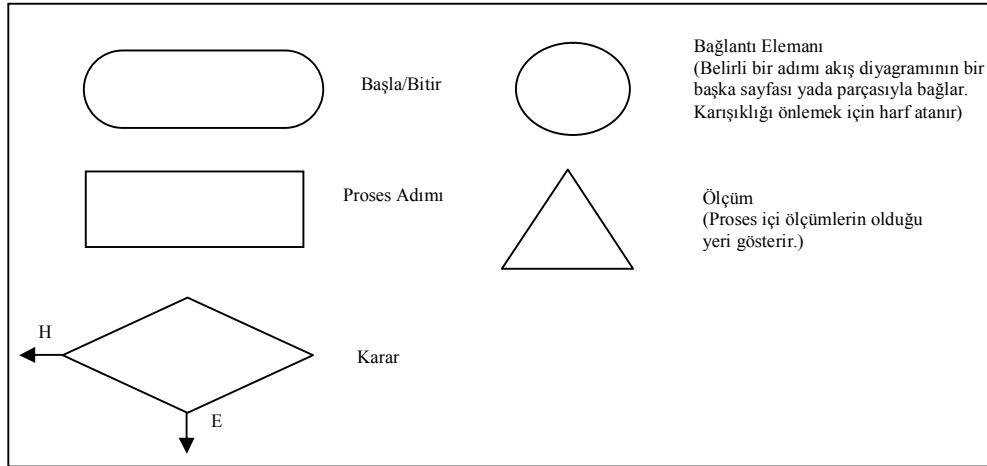 Başla/Bitir
Bağlantı Elemanı
(Belirli bir adımı akış diyagramının bir
başka sayfası yada parçasıyla bağlar.
Karışıklığı önlemek için harf atanır)
Proses Adımı
Ölçüm
(Proses içi ölçümlerin olduğu
yeri gösterir.)
H
Karar
E